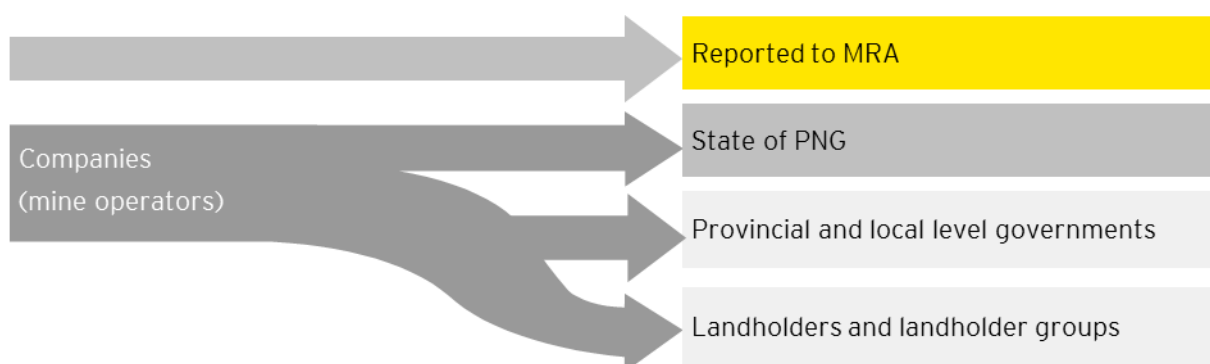 Reported to MRA
State of PNG
Companies
(mine operators)
Provincial and local level governments
Landholders and landholder groups